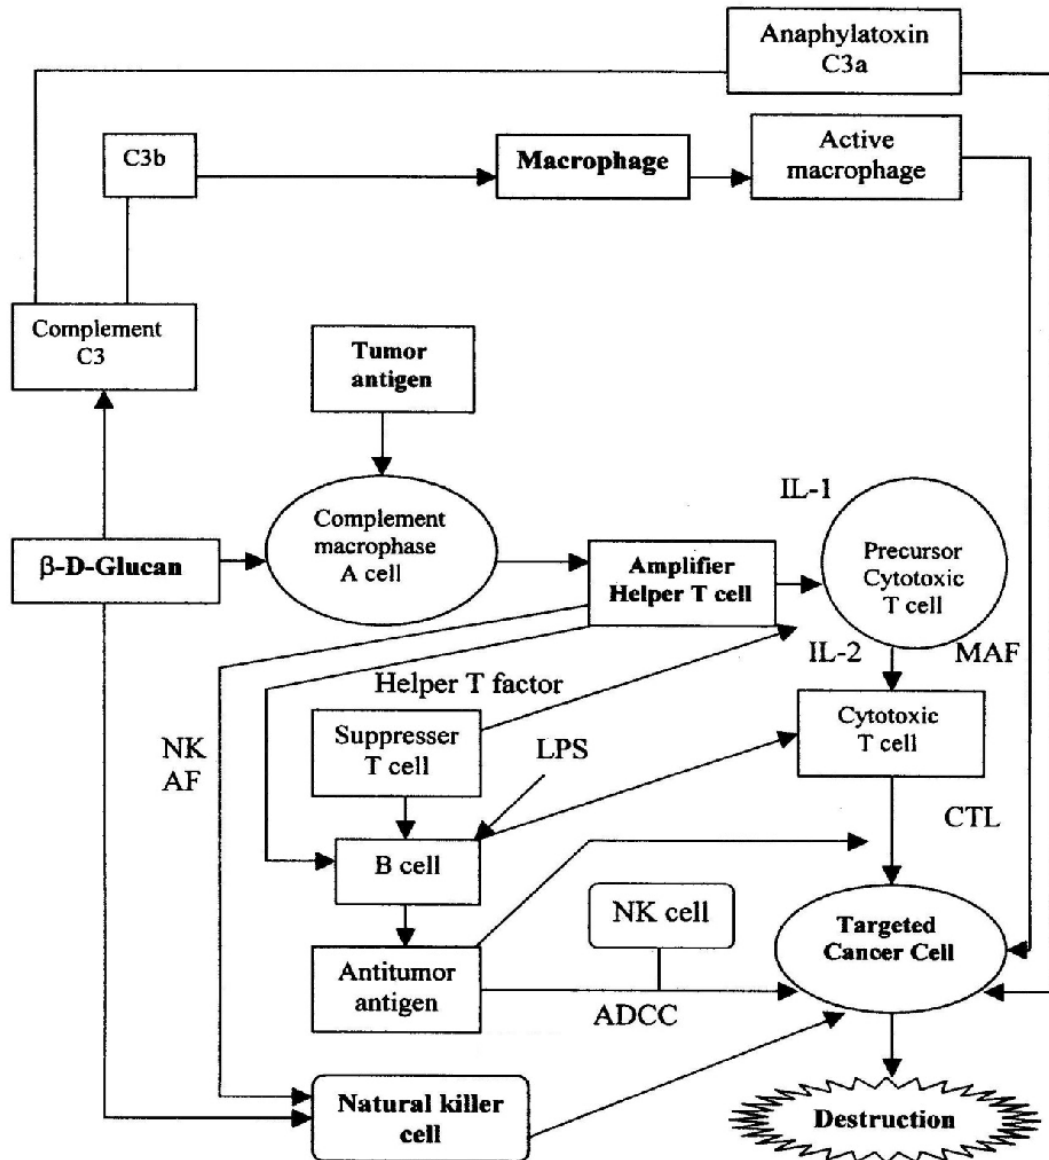 Anaphylatoxin
C3a
C3b
Macrophage
Active
macrophage
Complement
C3
Tumor
antigen
Complement
macrophase
A cell
IL-1
Precursor
Cytotoxic
T cell
β-D-Glucan
Amplifier
Helper T cell
IL-2
MAF
Helper T factor
Suppresser
T cell
LPS
Cytotoxic
T cell
NK
AF
CTL
B cell
NK cell
Targeted
Cancer Cell
Antitumor
antigen
ADCC
Natural killer
cell
Destruction